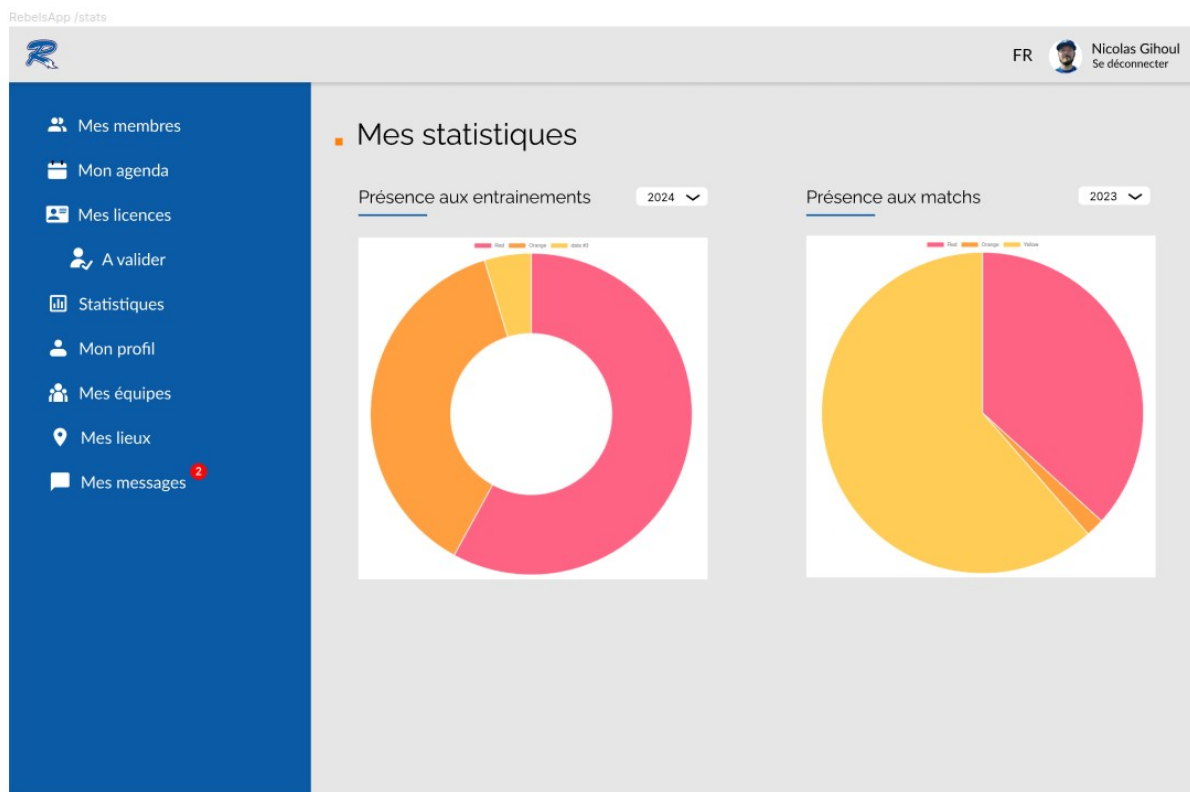 RebelsApp /stats
R
FR
Nicolas Gihoul
Se déconnecter
Mes membres
Mon agenda
Mes licences
A valider
Statistiques
Mon profil
Mes équipes
Mes lieux
Mes messages 2
Mes statistiques
Présence aux entrainements 2024
Red Orange data #3
Présence aux matchs 2023
Red Orange Yellow